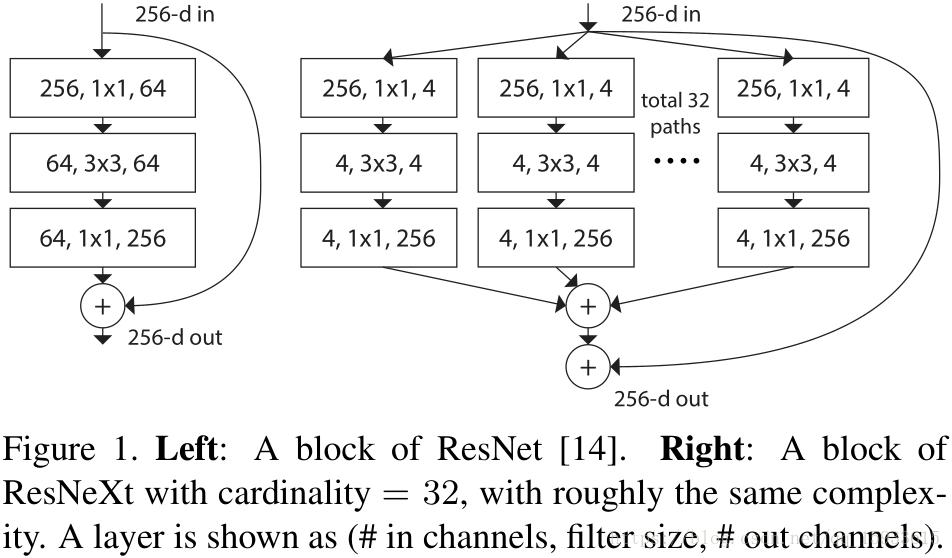 256-d in
256, 1x1, 64
64, 3x3, 64
64, 1x1, 256
+
256-d out
256-d in
256, 1x1, 4
256, 1x1, 4
total 32
paths
256, 1x1, 4
4, 3x3, 4
4, 3x3, 4
....
4, 3x3, 4
4, 1x1, 256
4, 1x1, 256
4, 1x1, 256
+
+
256-d out
Figure 1. Left: A block of ResNet [14]. Right: A block of
ResNeXt with cardinality = 32, with roughly the same complex-
ity. A layer is shown as (# in channels, filter size, # out channels).